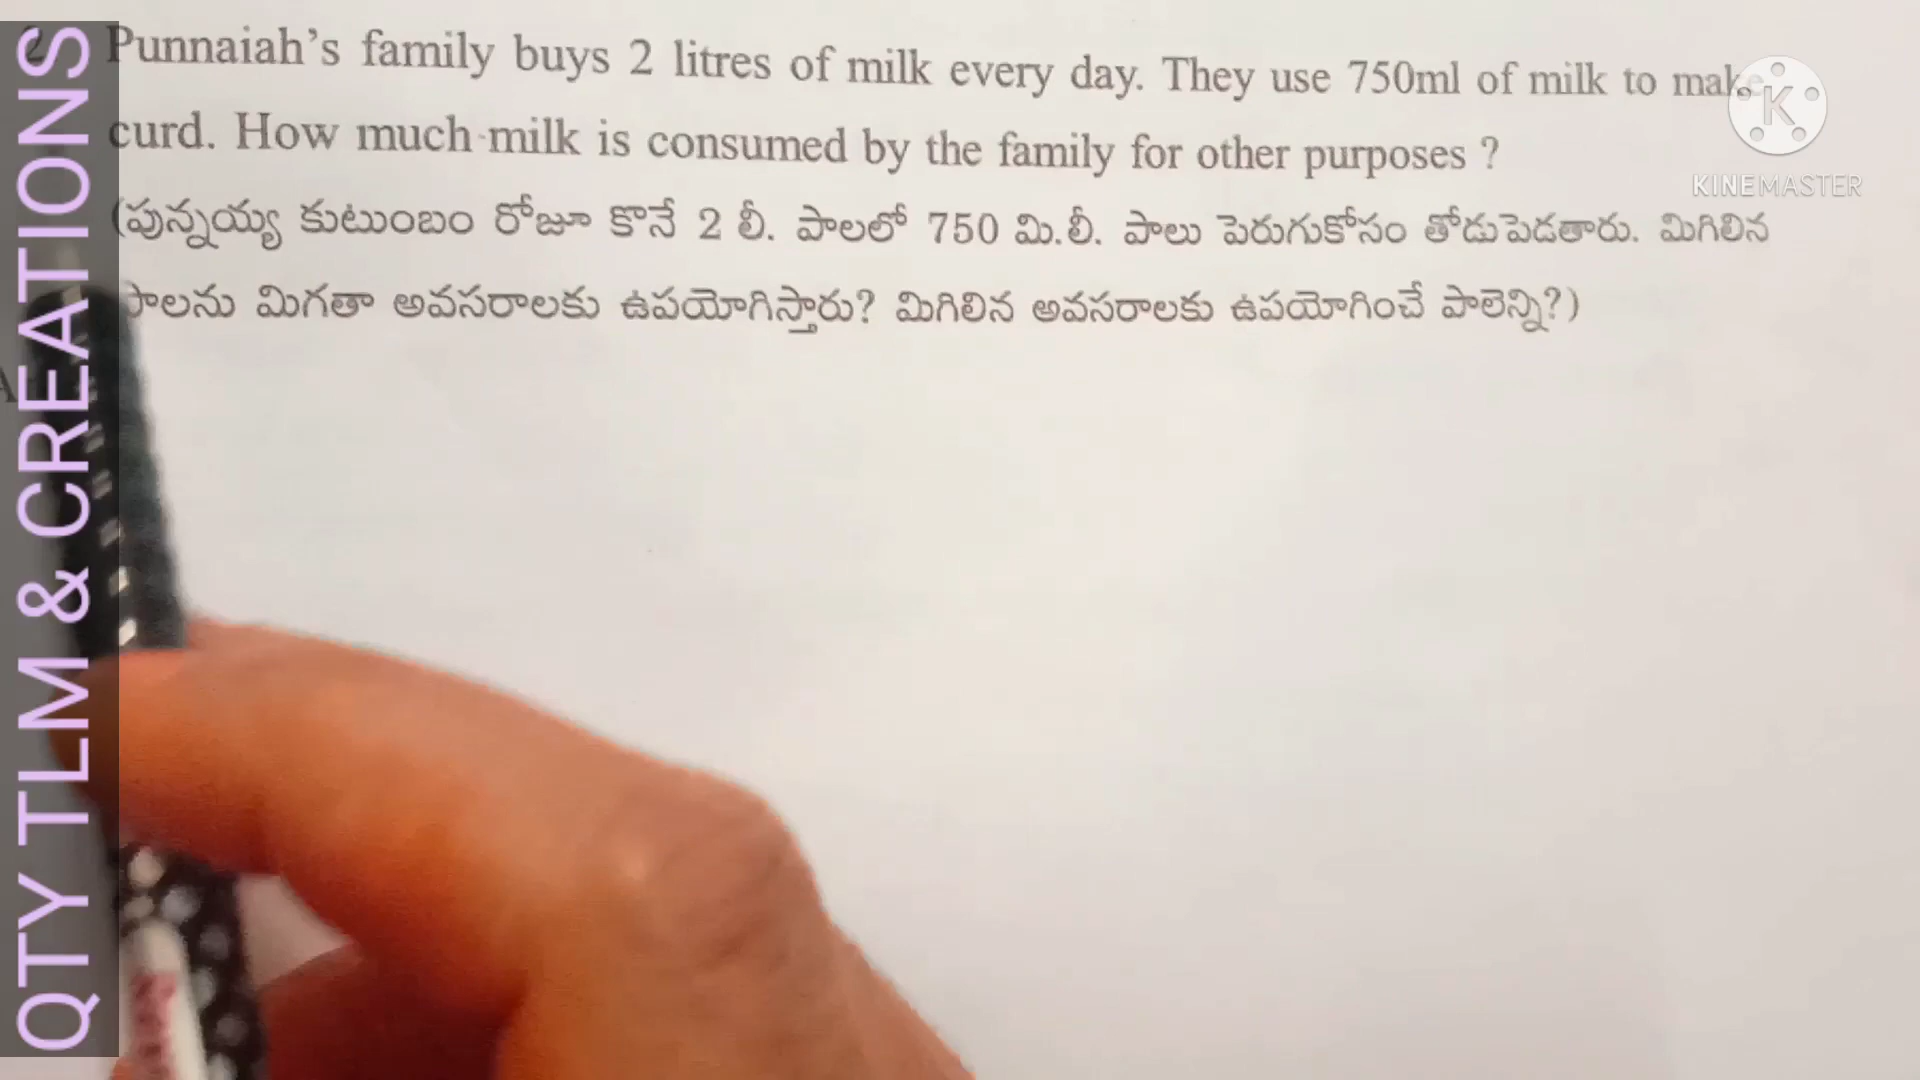 2. Punnaiah's family buys 2 litres of milk every day. They use 750ml of milk to make
curd. How much milk is consumed by the family for other purposes ?
(పున్నయ్య కుటుంబం రోజూ కొనే 2 లీ. పాలలో 750 మి.లీ. పాలు పెరుగుకోసం తోడుపెడతారు. మిగిలిన
పాలను మిగతా అవసరాలకు ఉపయోగిస్తారు? మిగిలిన అవసరాలకు ఉపయోగించే పాలెన్ని?)
QTY TLM & CREATIONS
K
KINEMASTER